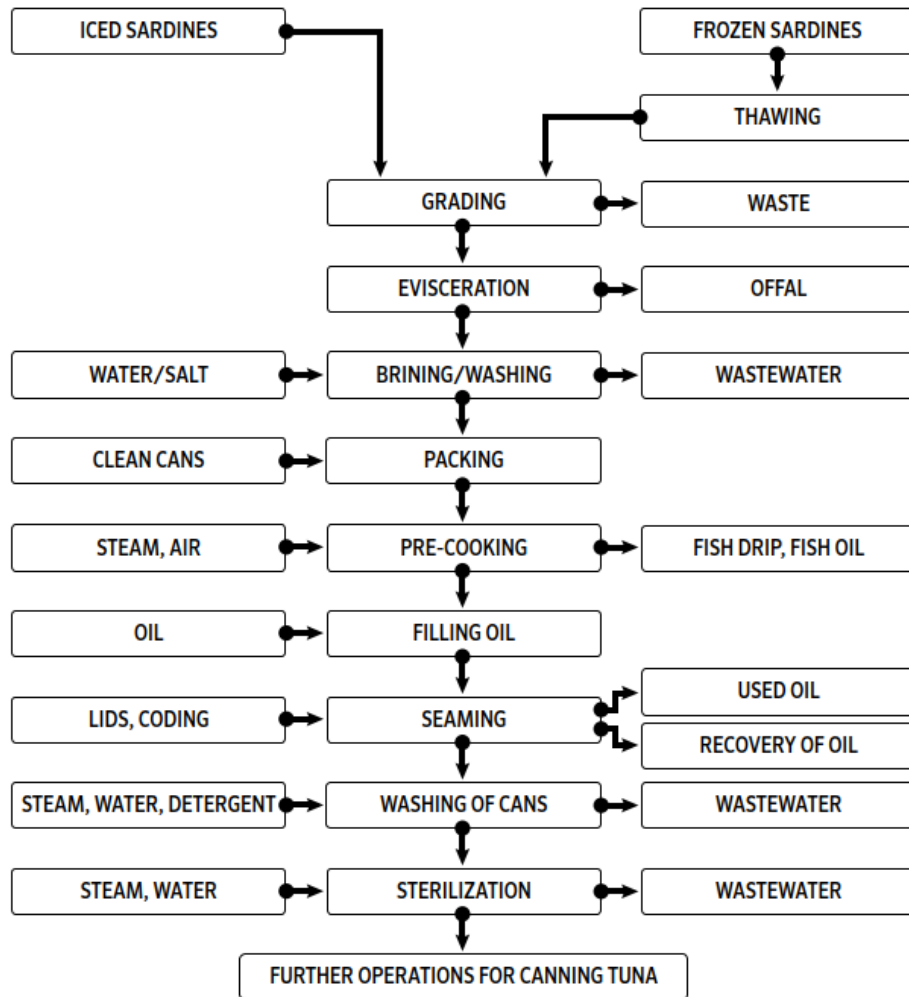 ICED SARDINES
FROZEN SARDINES
THAWING
GRADING
WASTE
EVISCERATION
OFFAL
WATER/SALT
BRINING/WASHING
WASTEWATER
CLEAN CANS
PACKING
STEAM, AIR
PRE-COOKING
FISH DRIP, FISH OIL
OIL
FILLING OIL
USED OIL
LIDS, CODING
SEAMING
RECOVERY OF OIL
STEAM, WATER, DETERGENT
WASHING OF CANS
WASTEWATER
STEAM, WATER
STERILIZATION
WASTEWATER
FURTHER OPERATIONS FOR CANNING TUNA